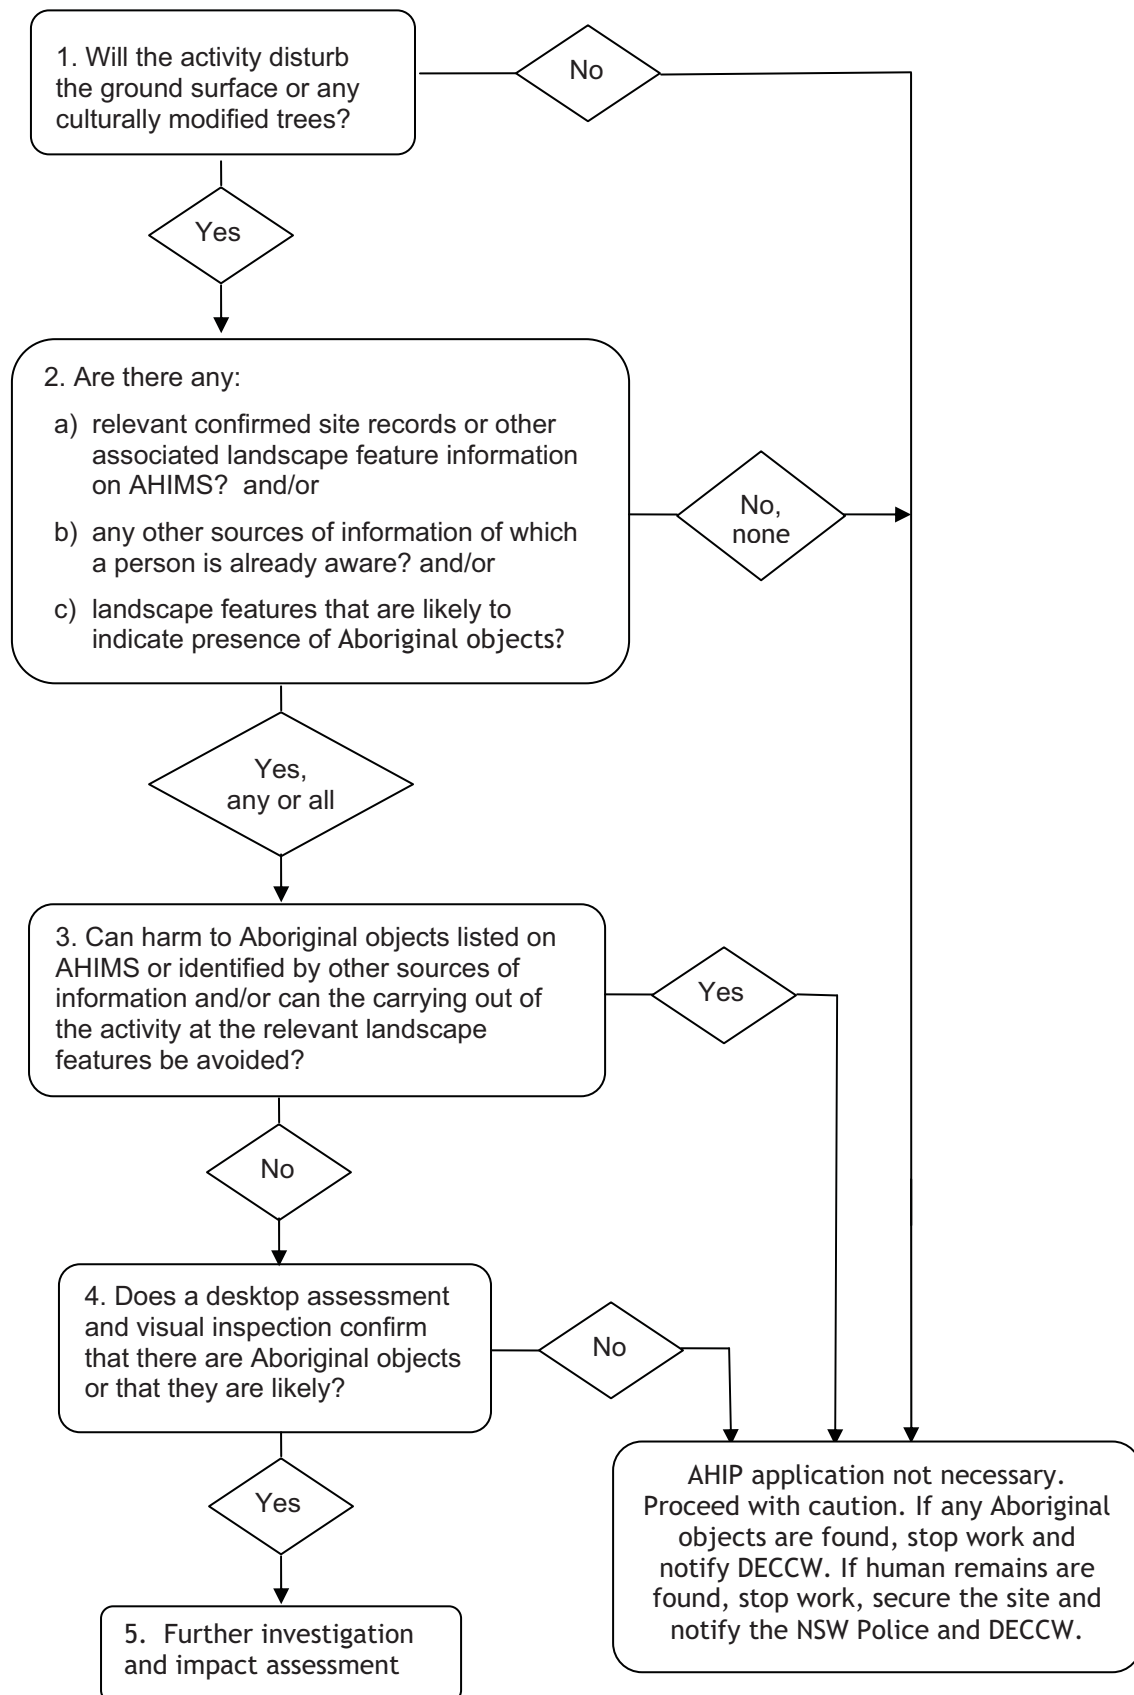 1. Will the activity disturb
the ground surface or any
culturally modified trees?
No
Yes
2. Are there any:
a) relevant confirmed site records or other
associated landscape feature information
on AHIMS? and/or
b) any other sources of information of which
a person is already aware? and/or
c) landscape features that are likely to
indicate presence of Aboriginal objects?
No,
none
Yes,
any or all
3. Can harm to Aboriginal objects listed on
AHIMS or identified by other sources of
information and/or can the carrying out of
the activity at the relevant landscape
features be avoided?
Yes
No
4. Does a desktop assessment
and visual inspection confirm
that there are Aboriginal objects
or that they are likely?
No
Yes
AHIP application not necessary.
Proceed with caution. If any Aboriginal
objects are found, stop work and
notify DECCW. If human remains are
found, stop work, secure the site and
notify the NSW Police and DECCW.
5. Further investigation
and impact assessment